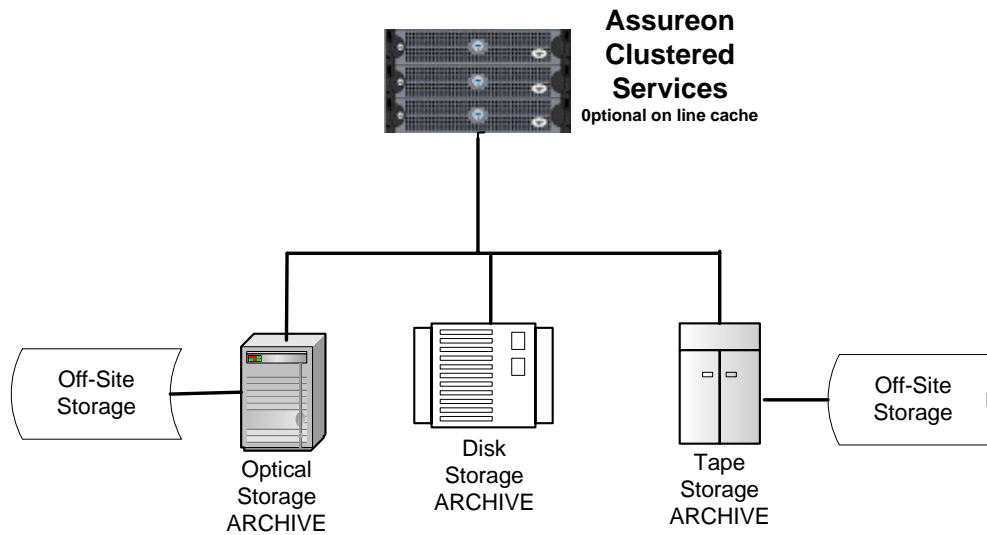 Assureon
Clustered
Services
0ptional on line cache
Off-Site
Storage
Optical
Storage
ARCHIVE
Disk
Storage
ARCHIVE
Tape
Storage
ARCHIVE
Off-Site
Storage